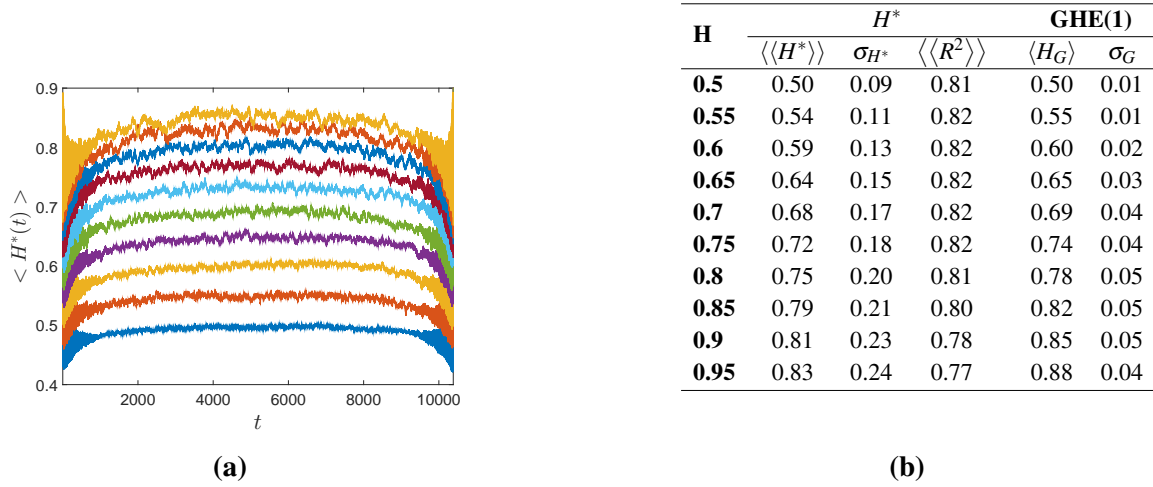 0.9
0.8
0.7
0.6
0.5
0.4
< H*(t) >
2000 4000 6000 8000 10000
t
(a)
H H* GHE(1)
⟨⟨H*⟩⟩ σ_{H*} ⟨⟨R²⟩⟩ ⟨H_G⟩ σ_G
0.5 0.50 0.09 0.81 0.50 0.01
0.55 0.54 0.11 0.82 0.55 0.01
0.6 0.59 0.13 0.82 0.60 0.02
0.65 0.64 0.15 0.82 0.65 0.03
0.7 0.68 0.17 0.82 0.69 0.04
0.75 0.72 0.18 0.82 0.74 0.04
0.8 0.75 0.20 0.81 0.78 0.05
0.85 0.79 0.21 0.80 0.82 0.05
0.9 0.81 0.23 0.78 0.85 0.05
0.95 0.83 0.24 0.77 0.88 0.04
(b)